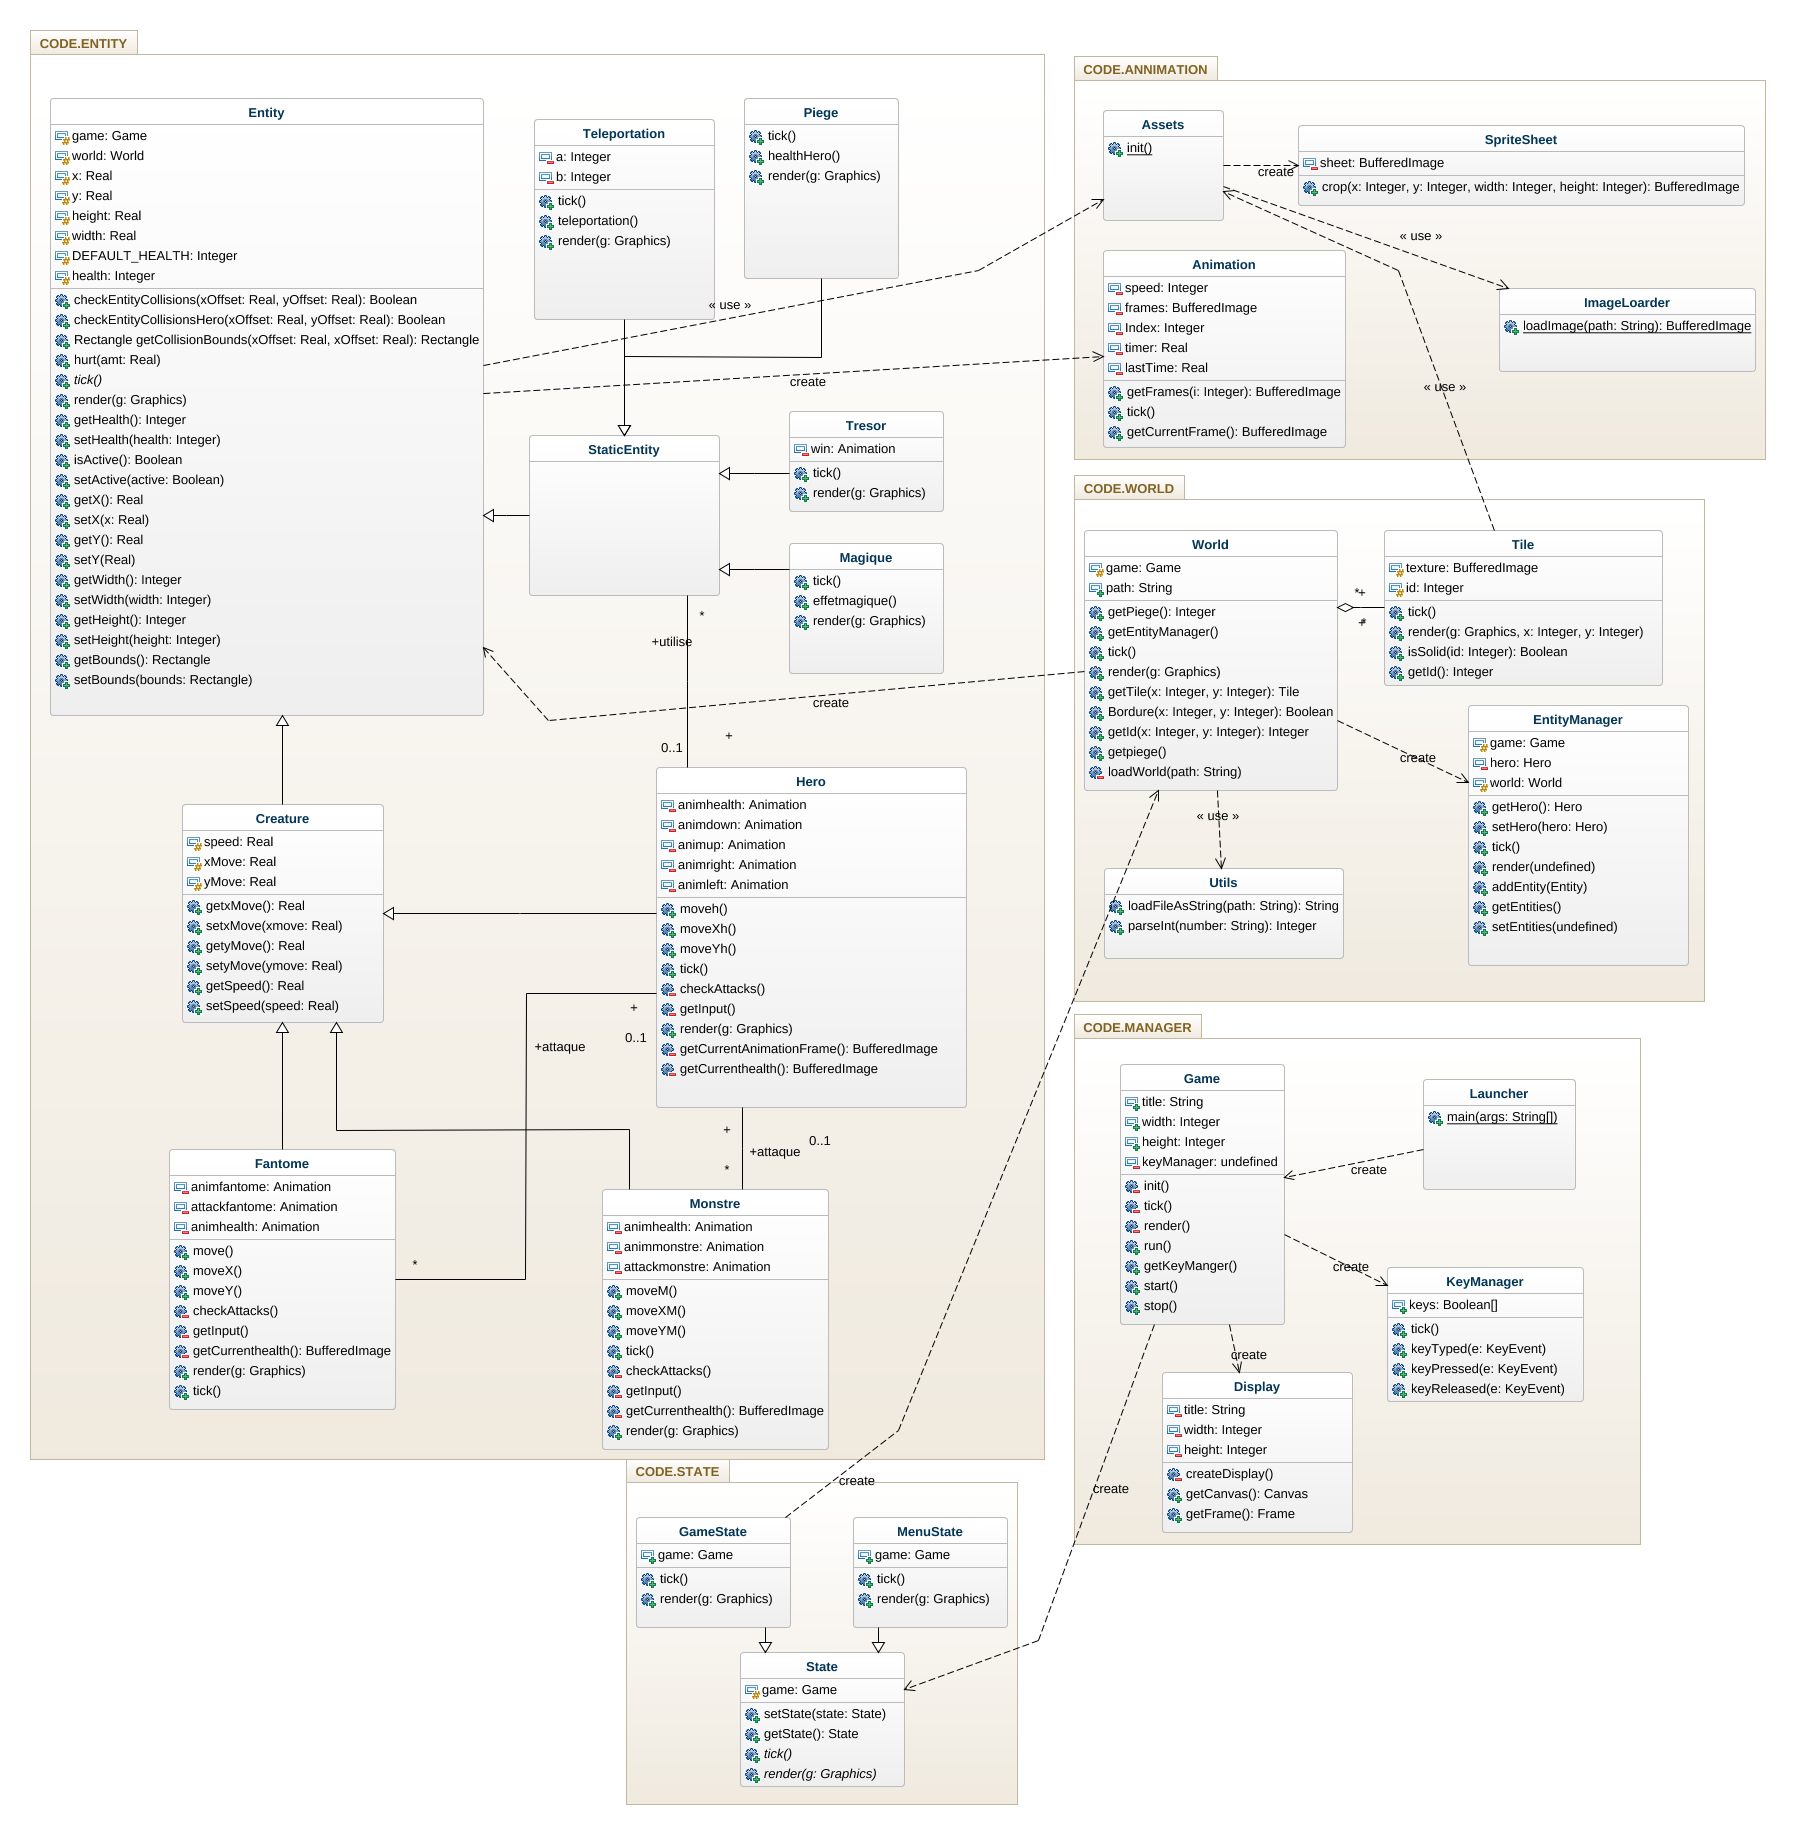 CODE.ENTITY
Entity
game: Game
world: World
x: Real
y: Real
height: Real
width: Real
DEFAULT_HEALTH: Integer
health: Integer
checkEntityCollisions(xOffset: Real, yOffset: Real): Boolean
checkEntityCollisionsHero(xOffset: Real, yOffset: Real): Boolean
Rectangle getCollisionBounds(xOffset: Real, xOffset: Real): Rectangle
hurt(amt: Real)
tick()
render(g: Graphics)
getHealth(): Integer
setHealth(health: Integer)
isActive(): Boolean
setActive(active: Boolean)
getX(): Real
setX(x: Real)
getY(): Real
setY(Real)
getWidth(): Integer
setWidth(width: Integer)
getHeight(): Integer
setHeight(height: Integer)
getBounds(): Rectangle
setBounds(bounds: Rectangle)
Teleportation
a: Integer
b: Integer
tick()
teleportation()
render(g: Graphics)
Piege
tick()
healthHero()
render(g: Graphics)
« use »
create
StaticEntity
Tresor
win: Animation
tick()
render(g: Graphics)
Magique
tick()
effetmagique()
render(g: Graphics)
*
+utilise
create
+
0..1
Hero
animhealth: Animation
animdown: Animation
animup: Animation
animright: Animation
animleft: Animation
moveh()
moveXh()
moveYh()
tick()
checkAttacks()
getInput()
render(g: Graphics)
getCurrentAnimationFrame(): BufferedImage
getCurrenthealth(): BufferedImage
Creature
speed: Real
xMove: Real
yMove: Real
getxMove(): Real
setxMove(xmove: Real)
getyMove(): Real
setyMove(ymove: Real)
getSpeed(): Real
setSpeed(speed: Real)
+
0..1
+attaque
*
+
0..1
+attaque
*
Fantome
animfantome: Animation
attackfantome: Animation
animhealth: Animation
move()
moveX()
moveY()
checkAttacks()
getInput()
getCurrenthealth(): BufferedImage
render(g: Graphics)
tick()
Monstre
animhealth: Animation
animmonstre: Animation
attackmonstre: Animation
moveM()
moveXM()
moveYM()
tick()
checkAttacks()
getInput()
getCurrenthealth(): BufferedImage
render(g: Graphics)
CODE.ANNIMATION
Assets
init()
create
SpriteSheet
sheet: BufferedImage
crop(x: Integer, y: Integer, width: Integer, height: Integer): BufferedImage
« use »
Animation
speed: Integer
frames: BufferedImage
Index: Integer
timer: Real
lastTime: Real
getFrames(i: Integer): BufferedImage
tick()
getCurrentFrame(): BufferedImage
ImageLoarder
loadImage(path: String): BufferedImage
« use »
CODE.WORLD
World
game: Game
path: String
getPiege(): Integer
getEntityManager()
tick()
render(g: Graphics)
getTile(x: Integer, y: Integer): Tile
Bordure(x: Integer, y: Integer): Boolean
getId(x: Integer, y: Integer): Integer
getpiege()
loadWorld(path: String)
*+
+*
Tile
texture: BufferedImage
id: Integer
tick()
render(g: Graphics, x: Integer, y: Integer)
isSolid(id: Integer): Boolean
getId(): Integer
create
EntityManager
game: Game
hero: Hero
world: World
getHero(): Hero
setHero(hero: Hero)
tick()
render(undefined)
addEntity(Entity)
getEntities()
setEntities(undefined)
« use »
Utils
loadFileAsString(path: String): String
parseInt(number: String): Integer
CODE.MANAGER
Game
title: String
width: Integer
height: Integer
keyManager: undefined
init()
tick()
render()
run()
getKeyManger()
start()
stop()
Launcher
main(args: String[])
create
create
KeyManager
keys: Boolean[]
tick()
keyTyped(e: KeyEvent)
keyPressed(e: KeyEvent)
keyReleased(e: KeyEvent)
create
Display
title: String
width: Integer
height: Integer
createDisplay()
getCanvas(): Canvas
getFrame(): Frame
create
CODE.STATE
create
GameState
game: Game
tick()
render(g: Graphics)
MenuState
game: Game
tick()
render(g: Graphics)
State
game: Game
setState(state: State)
getState(): State
tick()
render(g: Graphics)